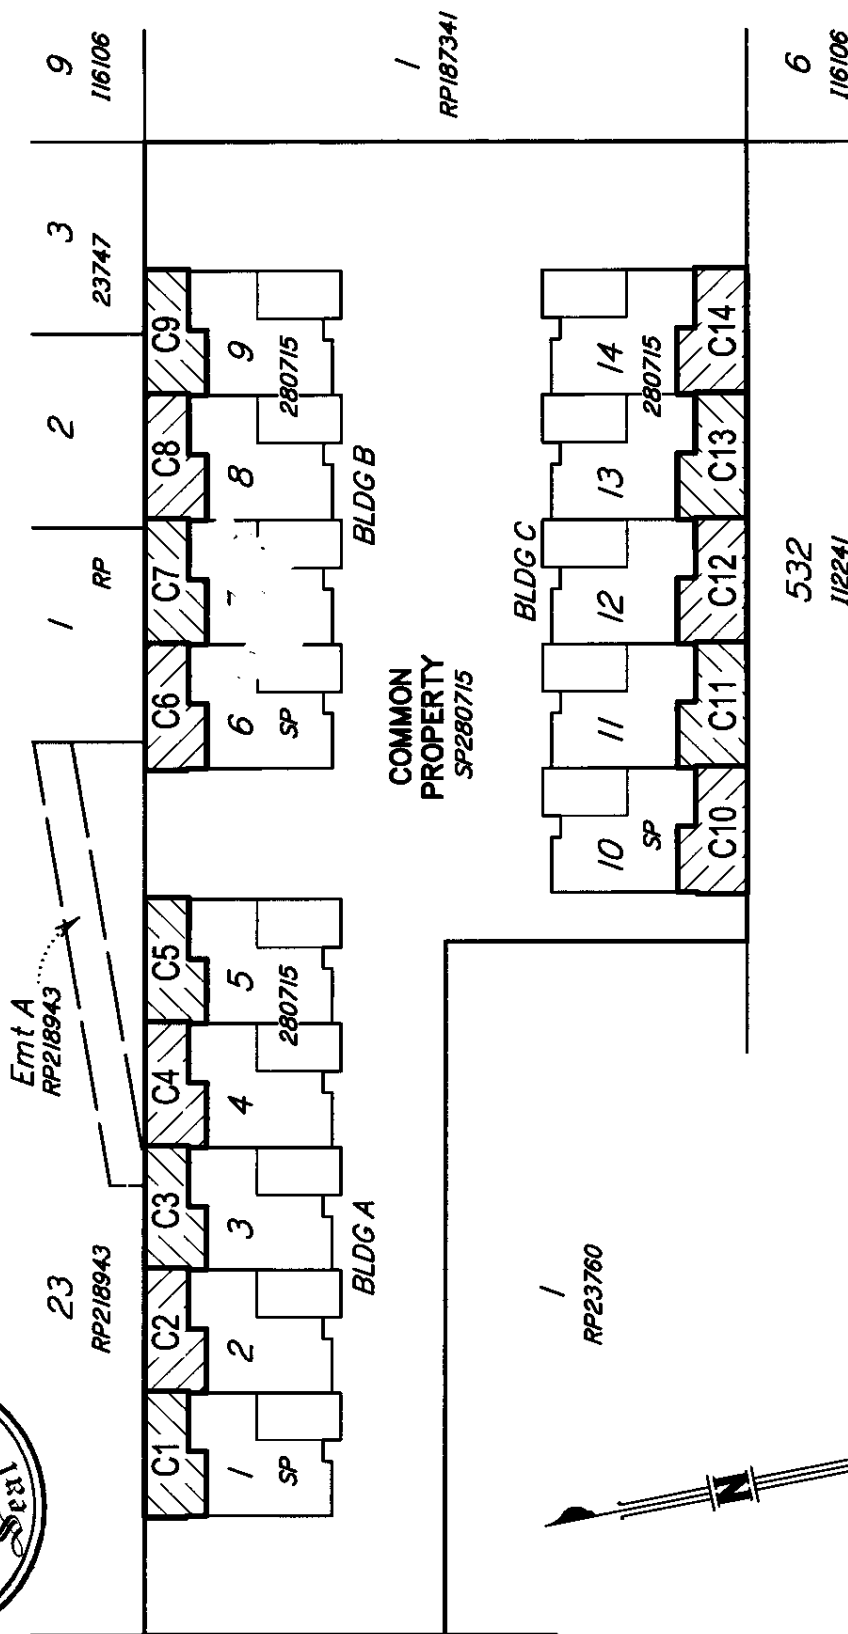 9
116106
1
RP187341
6
116106
3
23747
2
1
RP
Emt A
RP218943
23
RP218943
C9
C8
C7
C6
C5
C4
C3
C2
C1
9
8
7
6
5
4
3
2
1
280715
SP
280715
SP
BLDG B
BLDG A
COMMON
PROPERTY
SP280715
BLDG C
14
13
12
11
10
280715
SP
C14
C13
C12
C11
C10
532
112241
1
RP23760
N
Seal